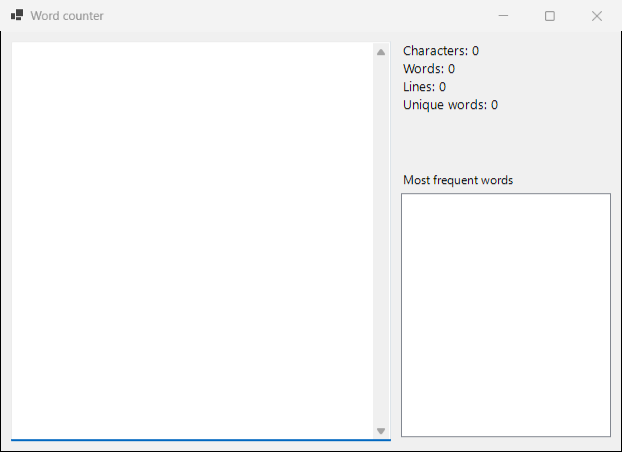 Word counter
Characters: 0
Words: 0
Lines: 0
Unique words: 0
Most frequent words